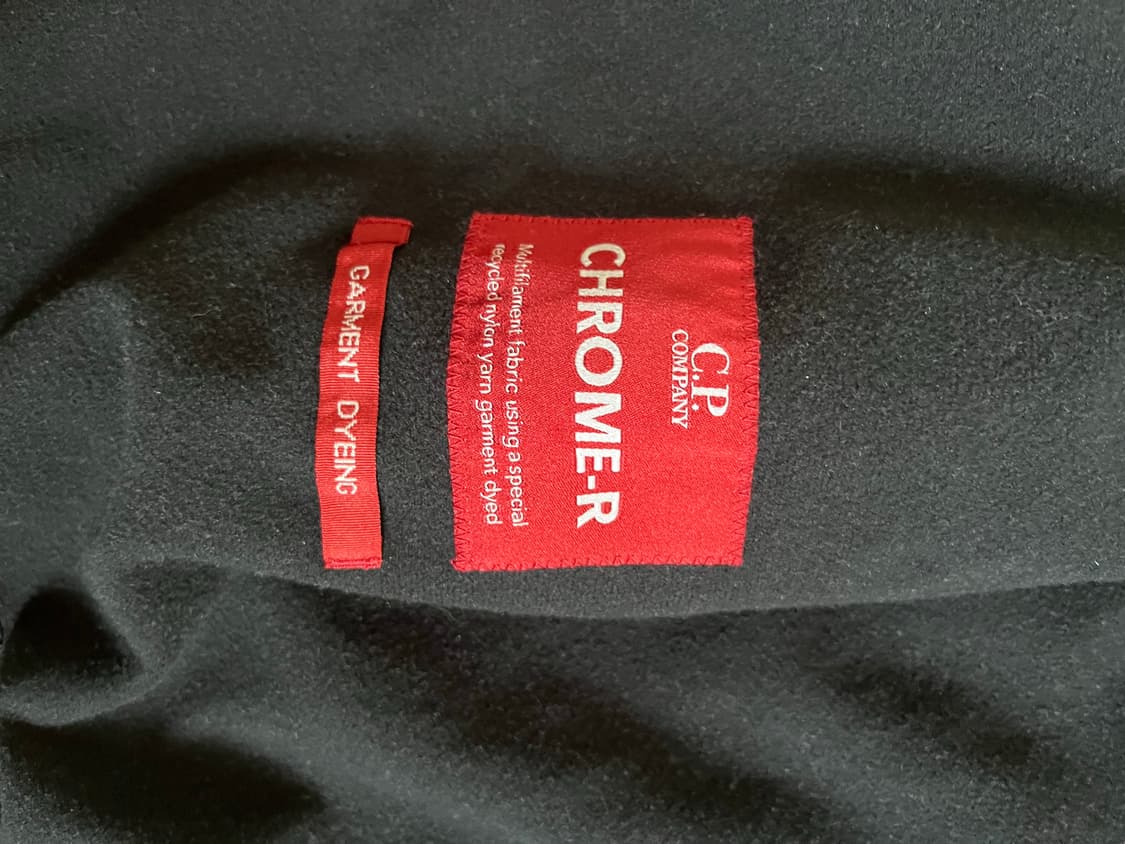 C.P.
COMPANY
CHROME-R
Multifilament fabric using a special
recycled nylon yarn garment dyed
GARMENT DYEING